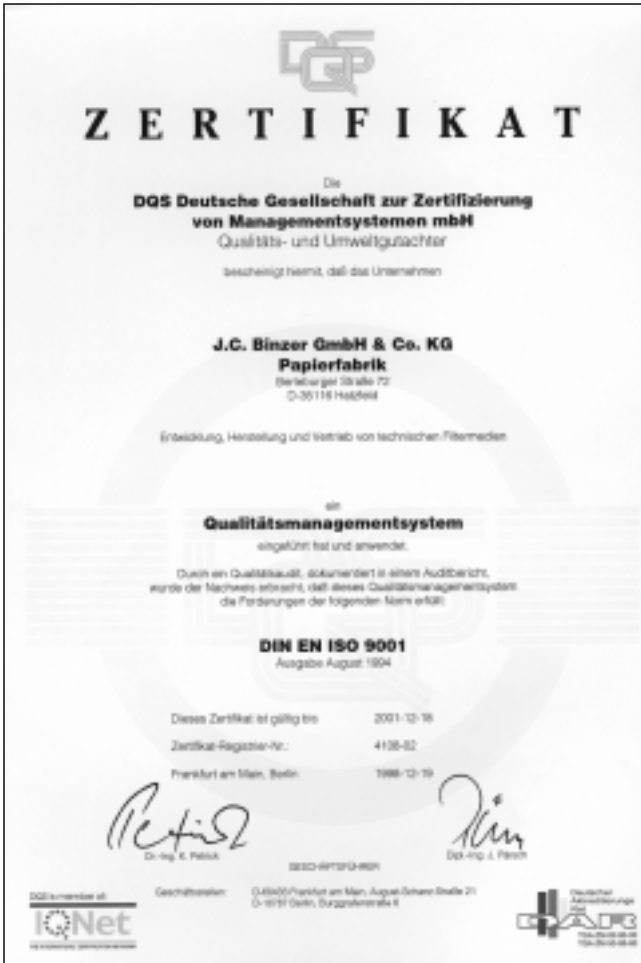 DQS
ZERTIFIKAT
Die
DQS Deutsche Gesellschaft zur Zertifizierung
von Managementsystemen mbH
Qualitäts- und Umweltgutachter
bescheinigt hiermit, daß das Unternehmen
J.C. Binzer GmbH & Co. KG
Papierfabrik
Berleburger Straße 72
D-35116 Hatzfeld
Entwicklung, Herstellung und Vertrieb von technischen Filtermedien
ein
Qualitätsmanagementsystem
eingeführt hat und anwendet.
Durch ein Qualitätsaudit, dokumentiert in einem Auditbericht,
wurde der Nachweis erbracht, daß dieses Qualitätsmanagementsystem
die Forderungen der folgenden Norm erfüllt:
DIN EN ISO 9001
Ausgabe August 1994
Dieses Zertifikat ist gültig bis 2001-12-18
Zertifikat-Registrier-Nr.: 4108-02
Frankfurt am Main, Berlin 1998-12-19
Dr.-Ing. K. Petrick
Dipl.-Ing. J. Pärsch
GESCHÄFTSFÜHRER
Geschäftsstellen: D-60433 Frankfurt am Main, August-Schanz-Straße 21
D-10787 Berlin, Burggrafenstraße 6
DQS is member of:
IQNet
THE INTERNATIONAL CERTIFICATION NETWORK
Deutscher
Akkreditierungs
Rat
DAR